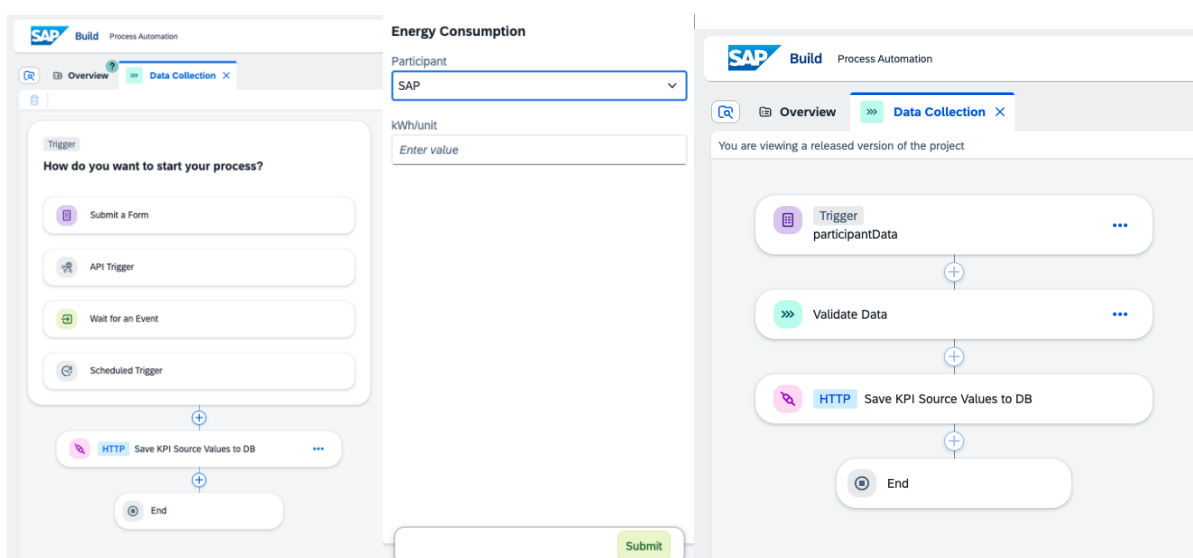 SAP Build Process Automation
Overview ? Data Collection ×
Trigger
How do you want to start your process?
Submit a Form
API Trigger
Wait for an Event
Scheduled Trigger
HTTP Save KPI Source Values to DB
End
Energy Consumption
Participant
SAP
kWh/unit
Enter value
Submit
SAP Build Process Automation
Overview Data Collection ×
You are viewing a released version of the project
Trigger
participantData
Validate Data
HTTP Save KPI Source Values to DB
End